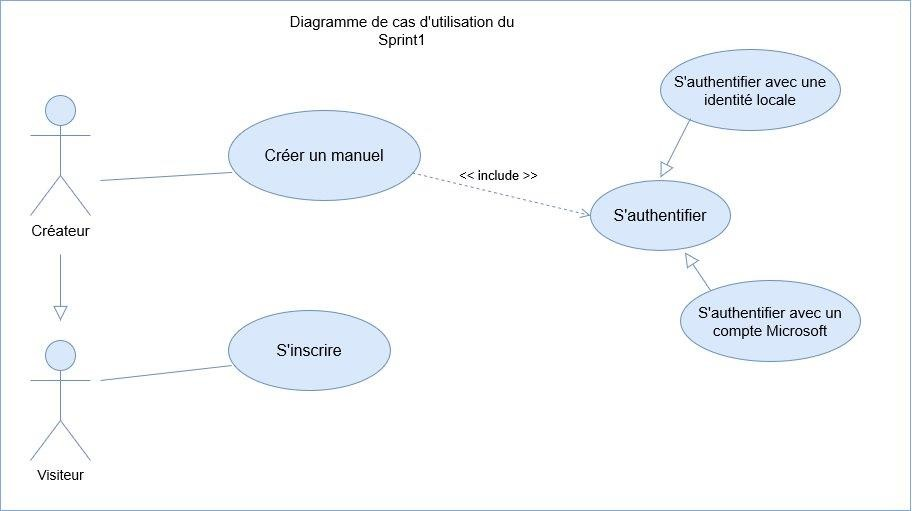 Diagramme de cas d'utilisation du
Sprint1
S'authentifier avec une
identité locale
Créer un manuel
<< include >>
S'authentifier
Créateur
S'authentifier avec un
compte Microsoft
S'inscrire
Visiteur